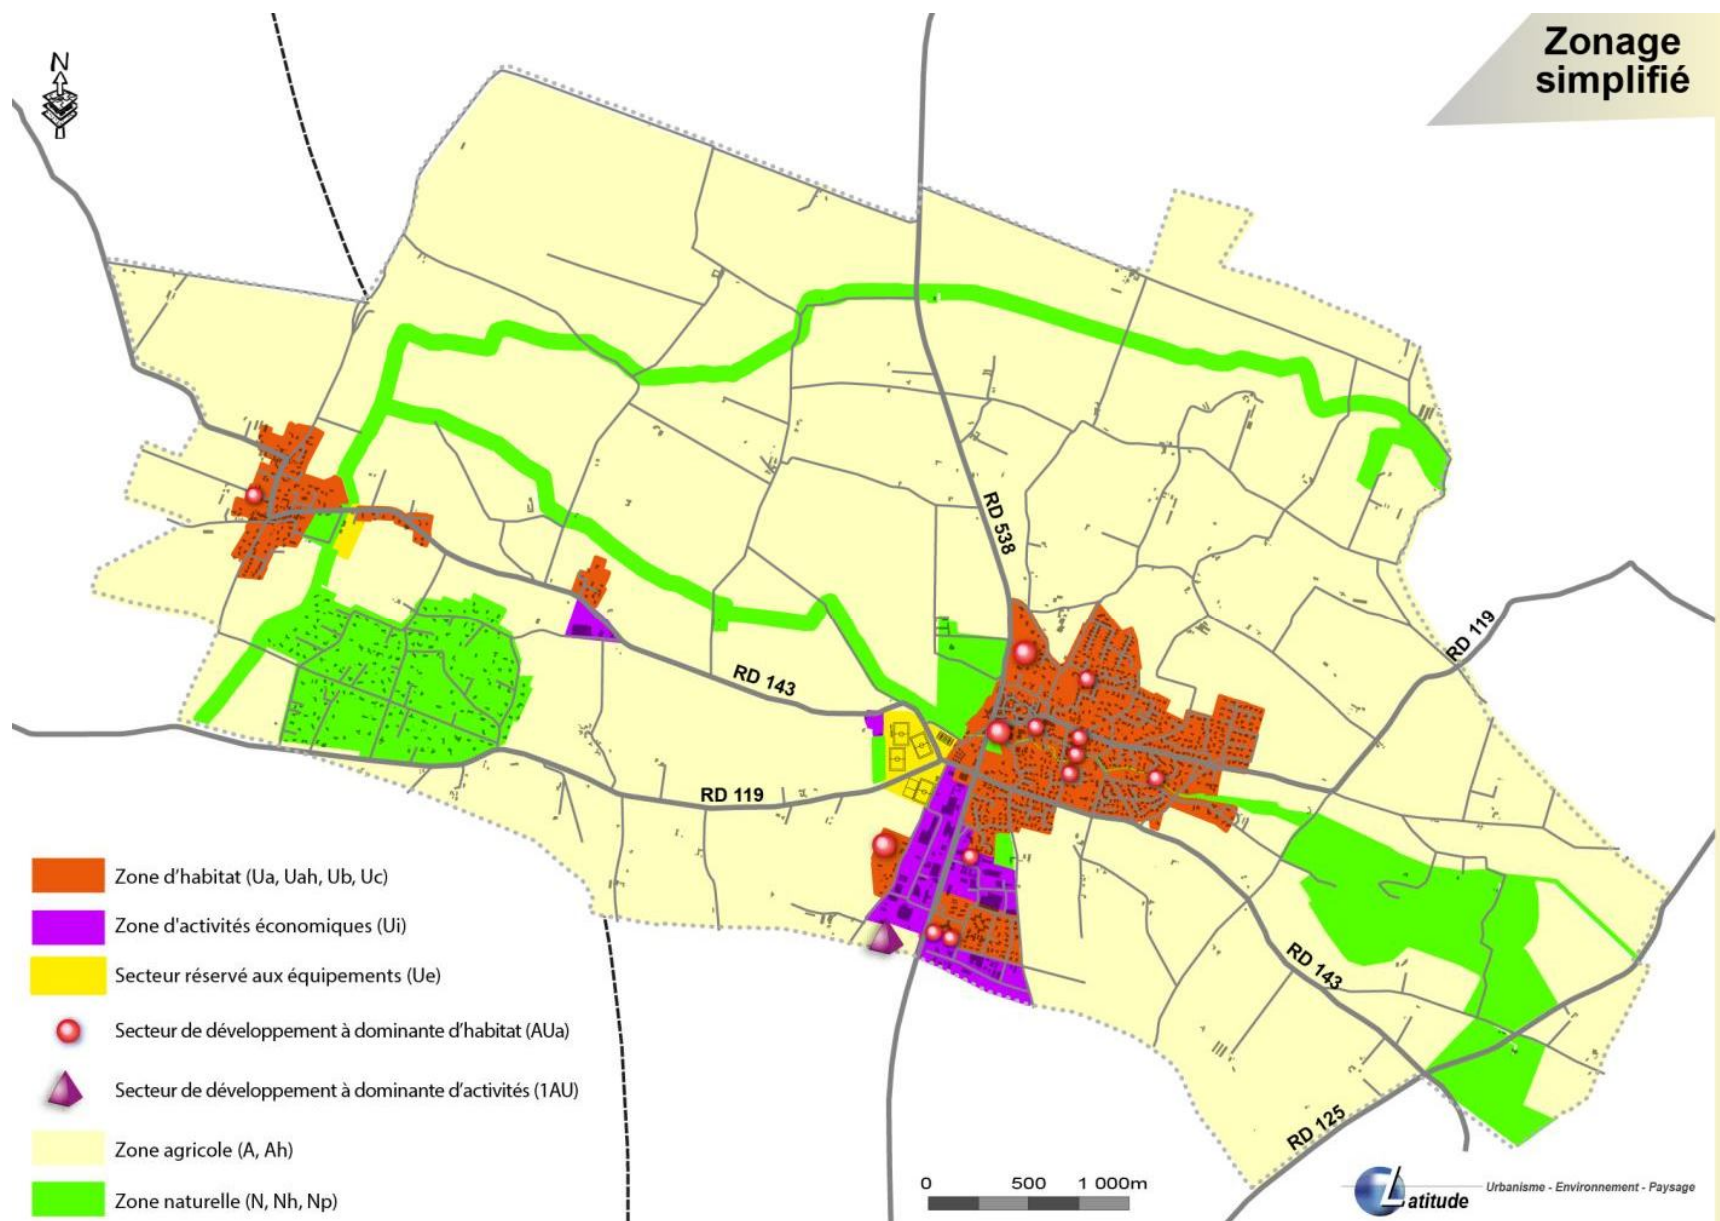 Zonage
simplifié
N
RD 538
RD 119
RD 143
RD 119
RD 143
RD 125
Zone d'habitat (Ua, Uah, Ub, Uc)
Zone d'activités économiques (Ui)
Secteur réservé aux équipements (Ue)
Secteur de développement à dominante d'habitat (AUa)
Secteur de développement à dominante d'activités (1AU)
Zone agricole (A, Ah)
Zone naturelle (N, Nh, Np)
0 500 1 000m
Latitude
Urbanisme - Environnement - Paysage